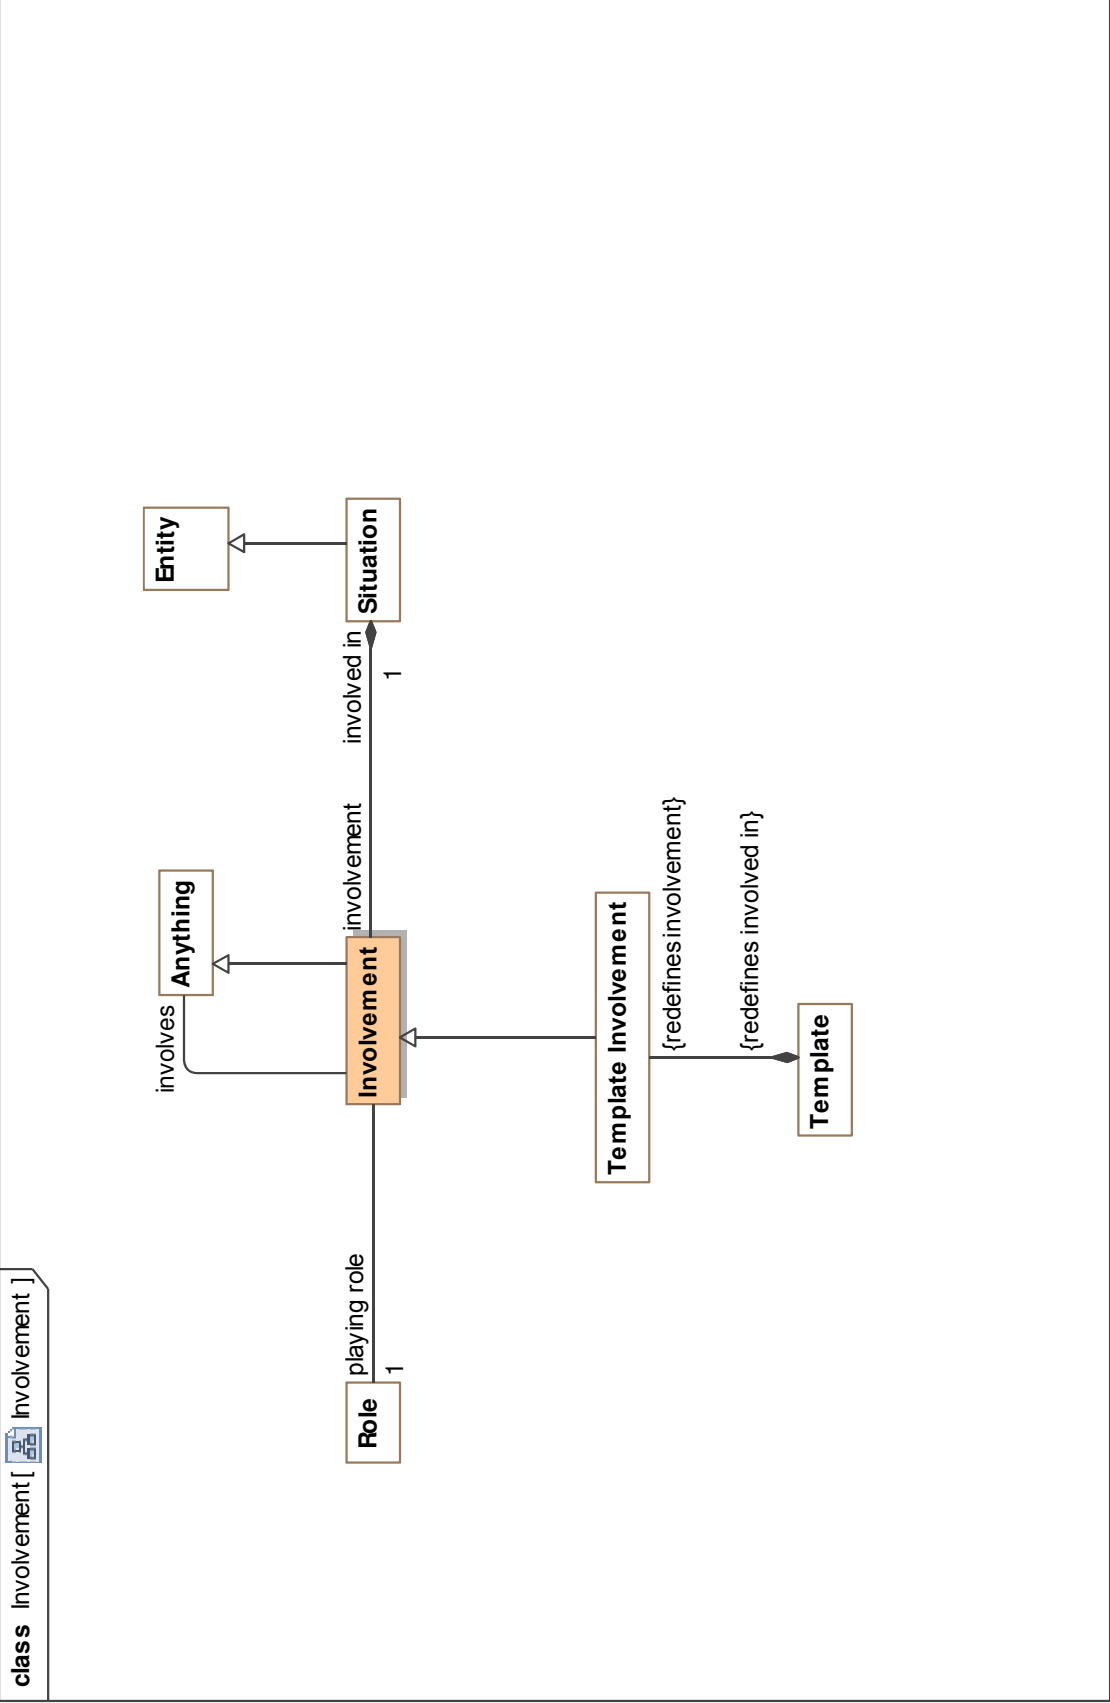 class Involvement [ Involvement ]
Anything
Entity
involves
Role
playing role
1
Involvement
involvement
involved in
1
Situation
Template Involvement
{redefines involvement}
{redefines involved in}
Template